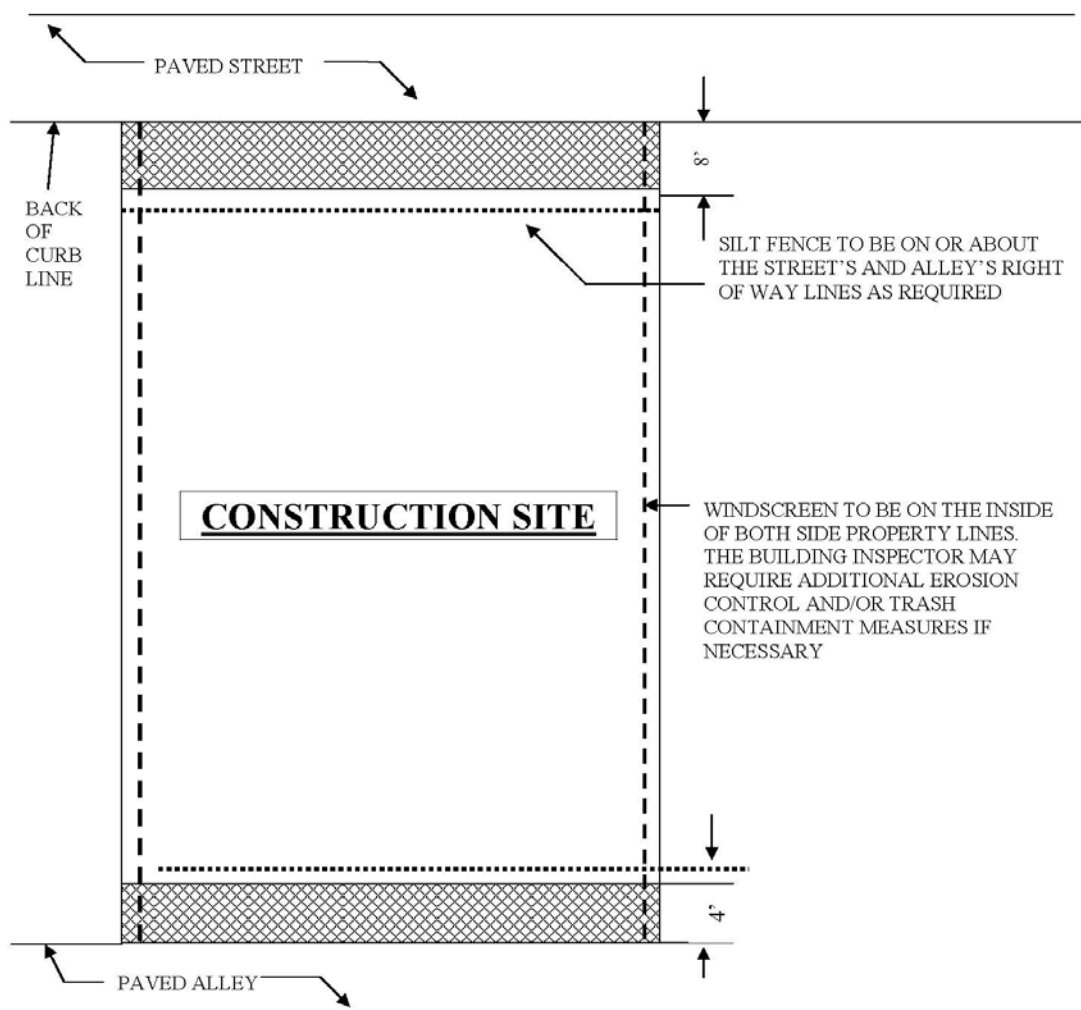 PAVED STREET
8’
BACK
OF
CURB
LINE
SILT FENCE TO BE ON OR ABOUT
THE STREET’S AND ALLEY’S RIGHT
OF WAY LINES AS REQUIRED
CONSTRUCTION SITE
WINDSCREEN TO BE ON THE INSIDE
OF BOTH SIDE PROPERTY LINES.
THE BUILDING INSPECTOR MAY
REQUIRE ADDITIONAL EROSION
CONTROL AND/OR TRASH
CONTAINMENT MEASURES IF
NECESSARY
4’
PAVED ALLEY